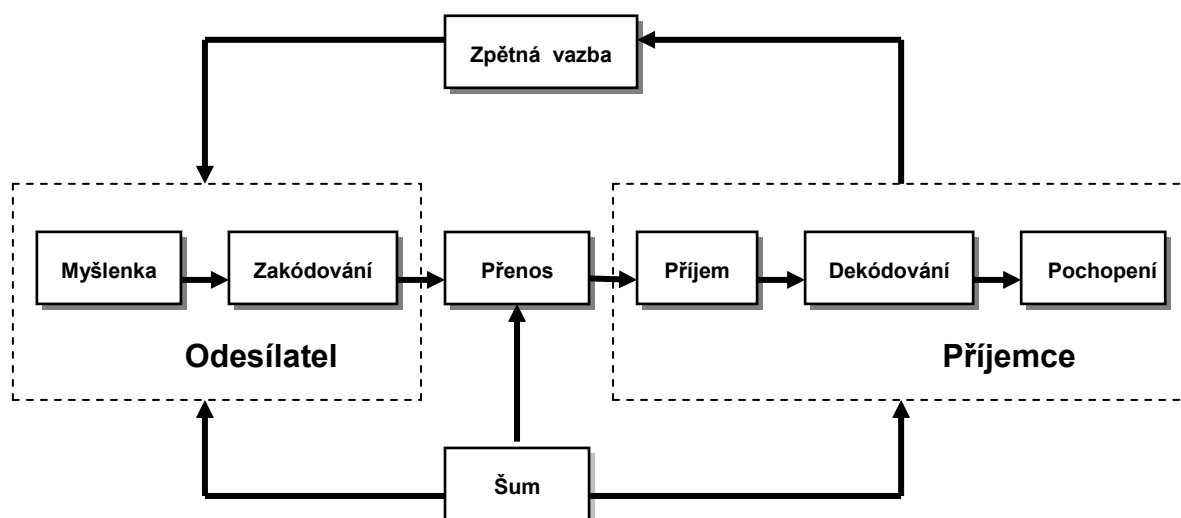 Zpětná vazba
Myšlenka
Zakódování
Přenos
Příjem
Dekódování
Pochopení
Odesílatel
Příjemce
Šum